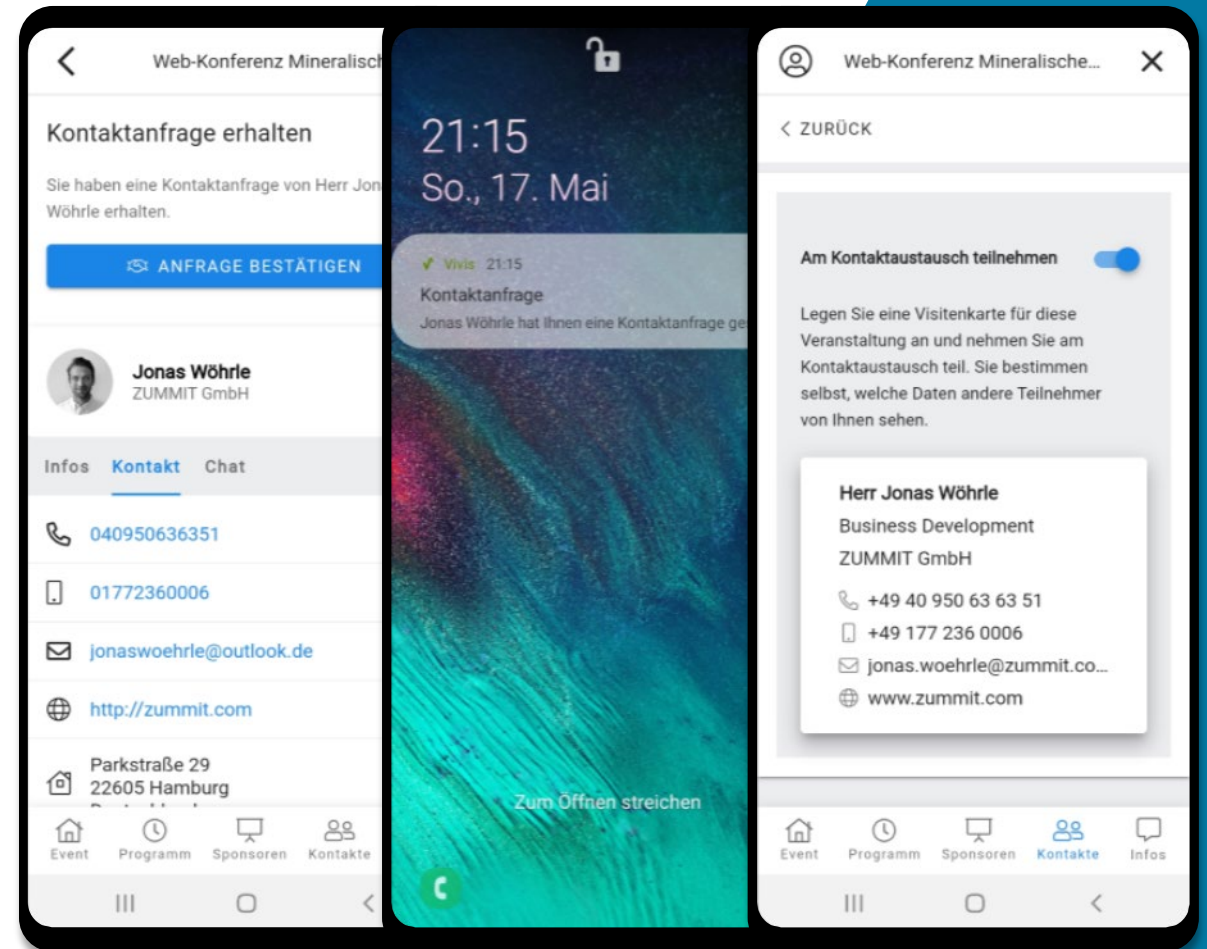 Web-Konferenz Mineralisch
Kontaktanfrage erhalten
Sie haben eine Kontaktanfrage von Herr Jon
Wöhrle erhalten.
ANFRAGE BESTÄTIGEN
Jonas Wöhrle
ZUMMIT GmbH
Infos Kontakt Chat
040950636351
01772360006
jonaswoehrle@outlook.de
http://zummit.com
Parkstraße 29
22605 Hamburg
Event Programm Sponsoren Kontakte
21:15
So., 17. Mai
Vivis 21:15
Kontaktanfrage
Jonas Wöhrle hat Ihnen eine Kontaktanfrage ge
Zum Öffnen streichen
Web-Konferenz Mineralische...
ZURÜCK
Am Kontaktaustausch teilnehmen
Legen Sie eine Visitenkarte für diese
Veranstaltung an und nehmen Sie am
Kontaktaustausch teil. Sie bestimmen
selbst, welche Daten andere Teilnehmer
von Ihnen sehen.
Herr Jonas Wöhrle
Business Development
ZUMMIT GmbH
+49 40 950 63 63 51
+49 177 236 0006
jonas.woehrle@zummit.co...
www.zummit.com
Event Programm Sponsoren Kontakte Infos